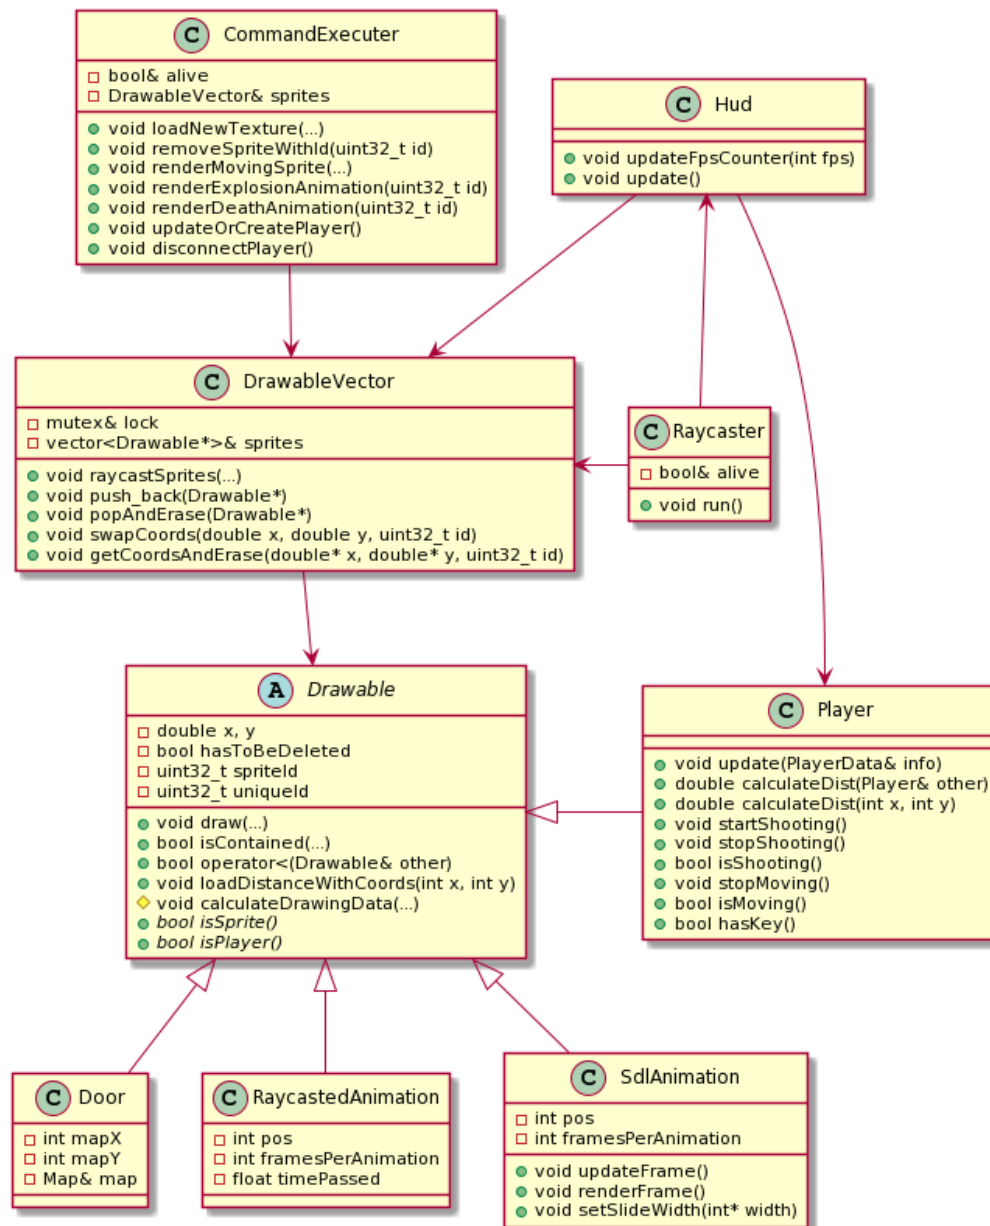 C CommandExecuter
bool& alive
DrawableVector& sprites
void loadNewTexture(...)
void removeSpriteWithId(uint32_t id)
void renderMovingSprite(...)
void renderExplosionAnimation(uint32_t id)
void renderDeathAnimation(uint32_t id)
void updateOrCreatePlayer()
void disconnectPlayer()
C Hud
void updateFpsCounter(int fps)
void update()
C DrawableVector
mutex& lock
vector<Drawable*>& sprites
void raycastSprites(...)
void push_back(Drawable*)
void popAndErase(Drawable*)
void swapCoords(double x, double y, uint32_t id)
void getCoordsAndErase(double* x, double* y, uint32_t id)
C Raycaster
bool& alive
void run()
A Drawable
double x, y
bool hasToBeDeleted
uint32_t spriteId
uint32_t uniqueId
void draw(...)
bool isContained(...)
bool operator<(Drawable& other)
void loadDistanceWithCoords(int x, int y)
void calculateDrawingData(...)
bool isSprite()
bool isPlayer()
C Player
void update(PlayerData& info)
double calculateDist(Player& other)
double calculateDist(int x, int y)
void startShooting()
void stopShooting()
bool isShooting()
void stopMoving()
bool isMoving()
bool hasKey()
C Door
int mapX
int mapY
Map& map
C RaycastedAnimation
int pos
int framesPerAnimation
float timePassed
C SdlAnimation
int pos
int framesPerAnimation
void updateFrame()
void renderFrame()
void setSlideWidth(int* width)